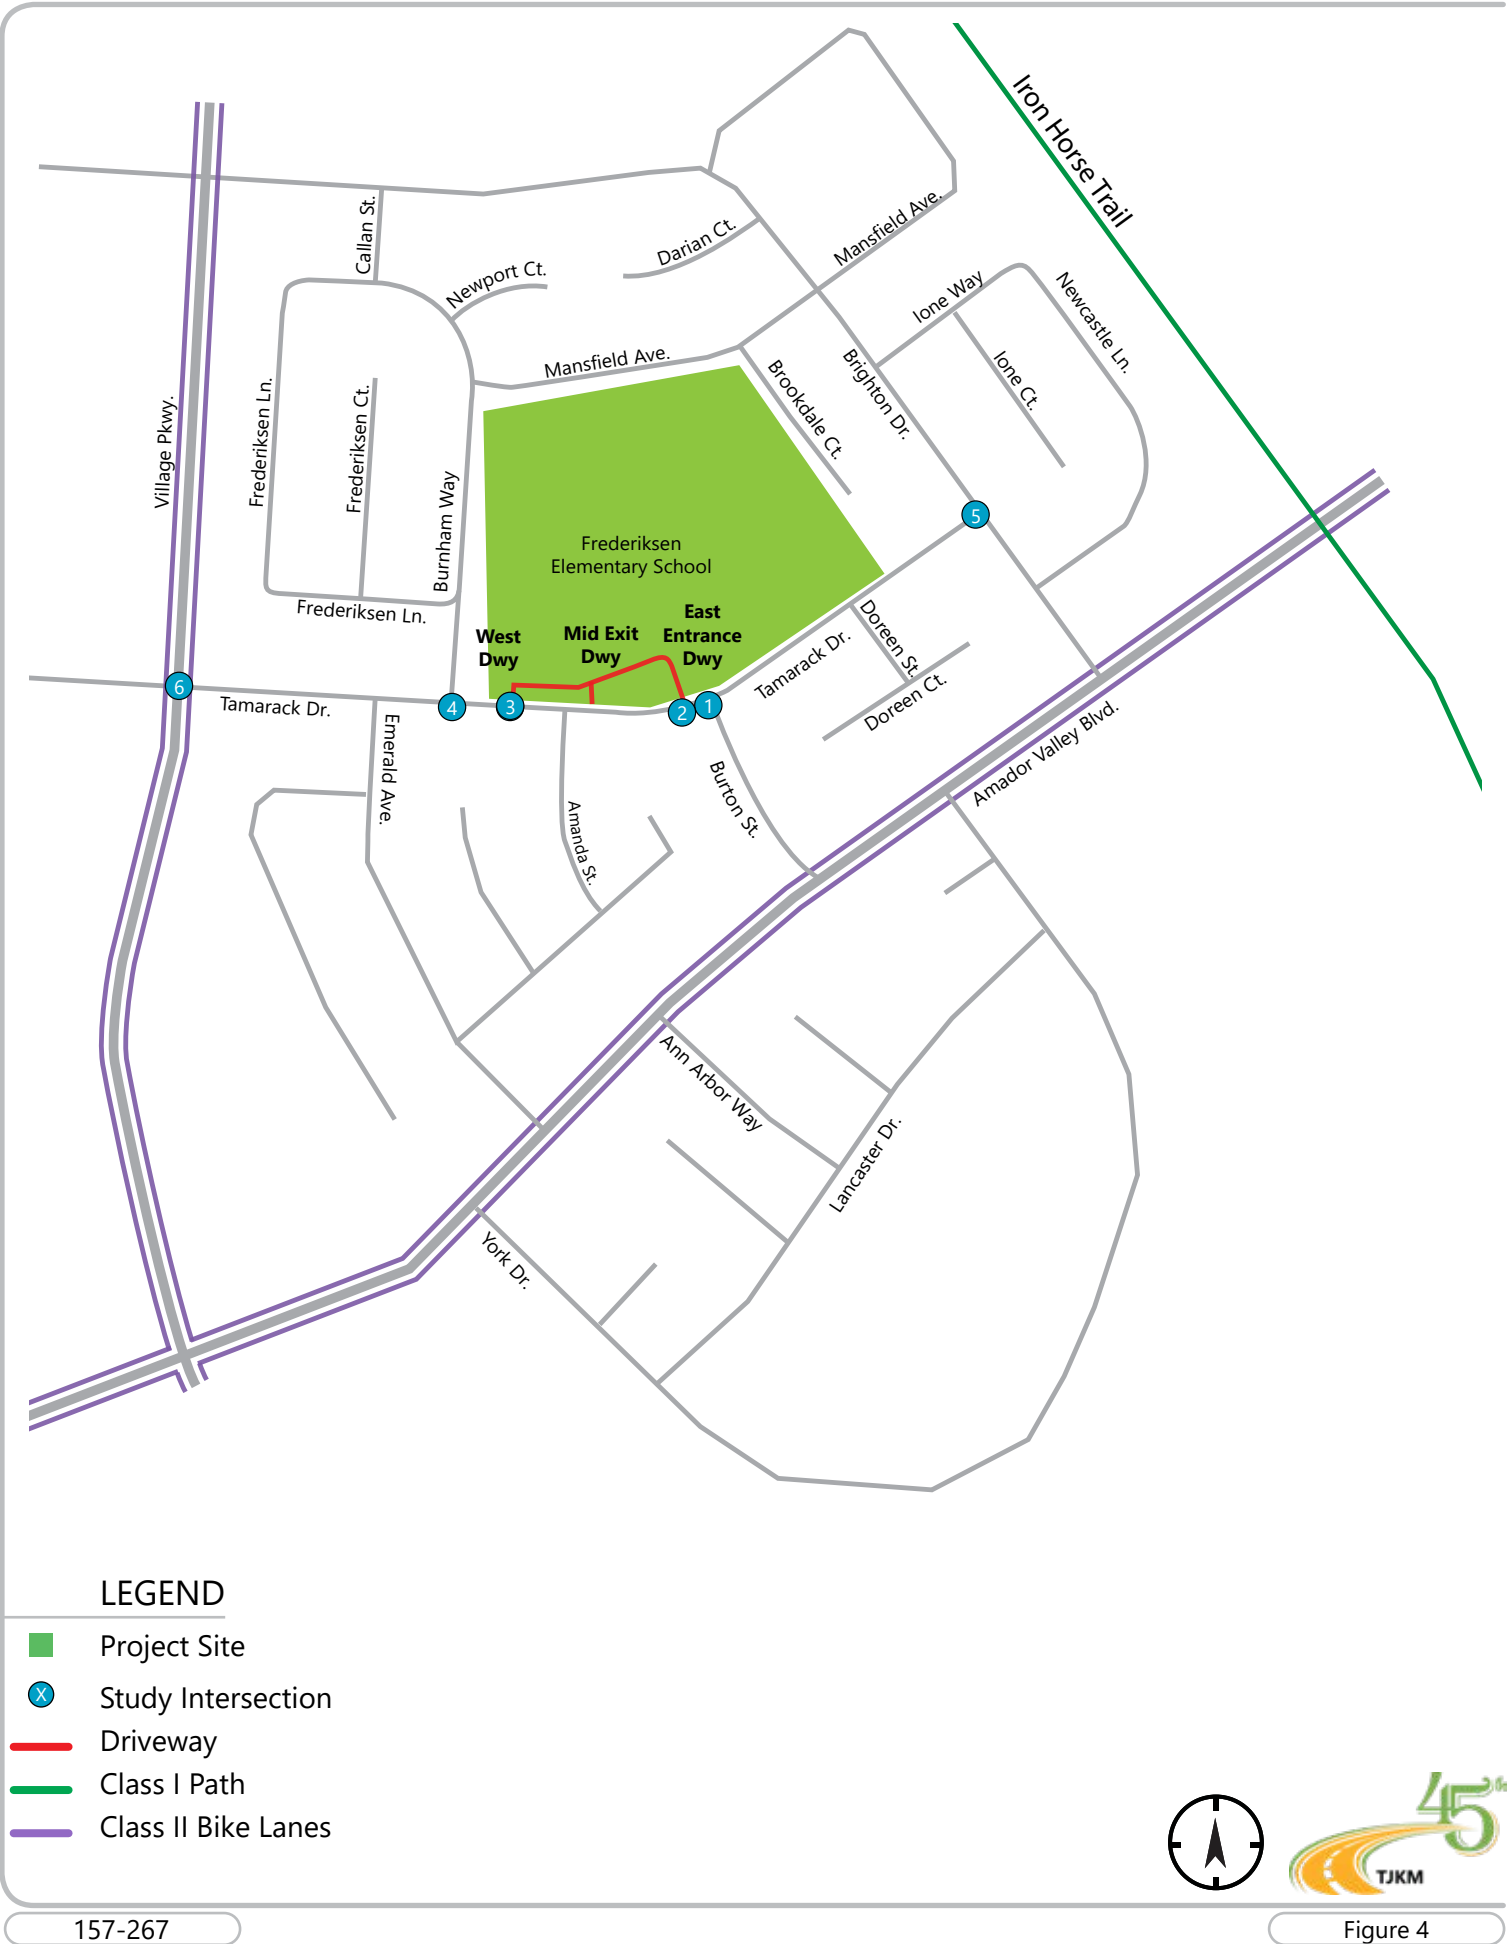 Iron Horse Trail
Callan St.
Darian Ct.
Mansfield Ave.
Newport Ct.
Ione Way
Newcastle Ln.
Mansfield Ave.
Brookdale Ct.
Brighton Dr.
Ione Ct.
Village Pkwy.
Frederiksen Ln.
Frederiksen Ct.
Burnham Way
5
Frederiksen
Elementary School
Frederiksen Ln.
West
Dwy
Mid Exit
Dwy
East
Entrance
Dwy
Doreen St.
Tamarack Dr.
Doreen Ct.
6
Tamarack Dr.
4
3
2
1
Emerald Ave.
Amanda St.
Burton St.
Amador Valley Blvd.
Ann Arbor Way
Lancaster Dr.
York Dr.
LEGEND
Project Site
X
Study Intersection
Driveway
Class I Path
Class II Bike Lanes
45th
TJKM
157-267
Figure 4